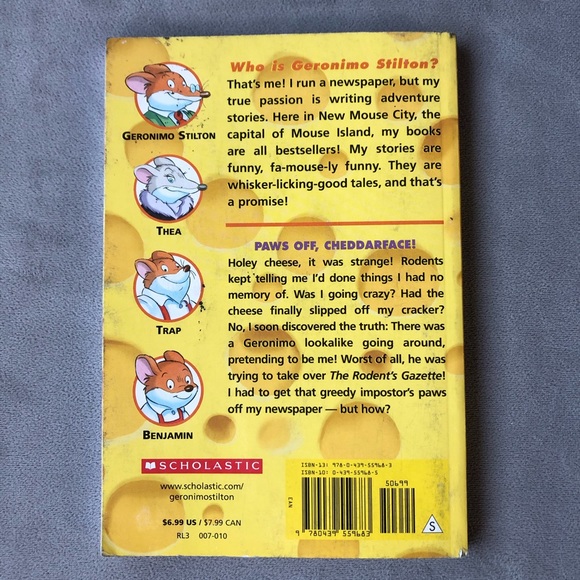 Who is Geronimo Stilton?
That's me! I run a newspaper, but my
true passion is writing adventure
stories. Here in New Mouse City, the
capital of Mouse Island, my books
are all bestsellers! My stories are
funny, fa-mouse-ly funny. They are
whisker-licking-good tales, and that's
a promise!
GERONIMO STILTON
THEA
TRAP
BENJAMIN
PAWS OFF, CHEDDARFACE!
Holey cheese, it was strange! Rodents
kept telling me I'd done things I had no
memory of. Was I going crazy? Had the
cheese finally slipped off my cracker?
No, I soon discovered the truth: There was
a Geronimo lookalike going around,
pretending to be me! Worst of all, he was
trying to take over The Rodent's Gazette!
I had to get that greedy impostor's paws
off my newspaper — but how?
SCHOLASTIC
www.scholastic.com/
geronimostilton
$6.99 US / $7.99 CAN
RL3 007-010
ISBN-13: 978-0-439-55968-3
ISBN-10: 0-439-55968-5
50699
EAN
9 780439 559683
S